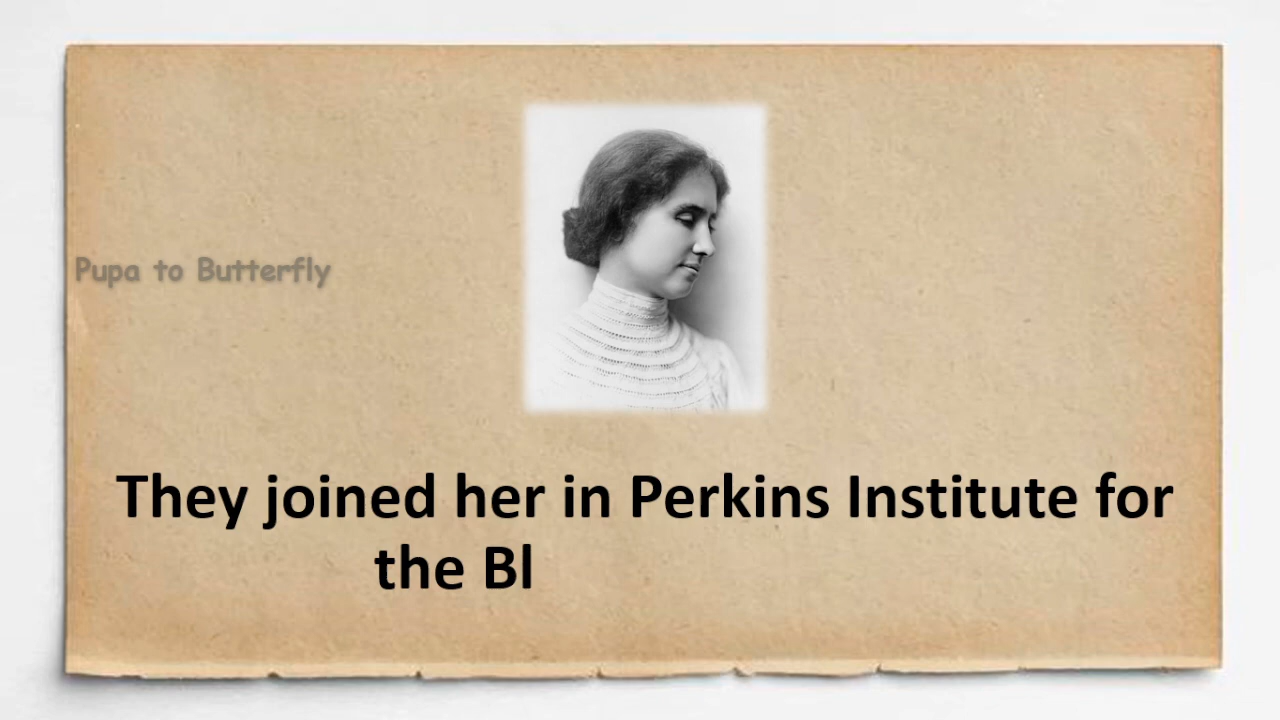 Pupa to Butterfly
They joined her in Perkins Institute for
the Bl